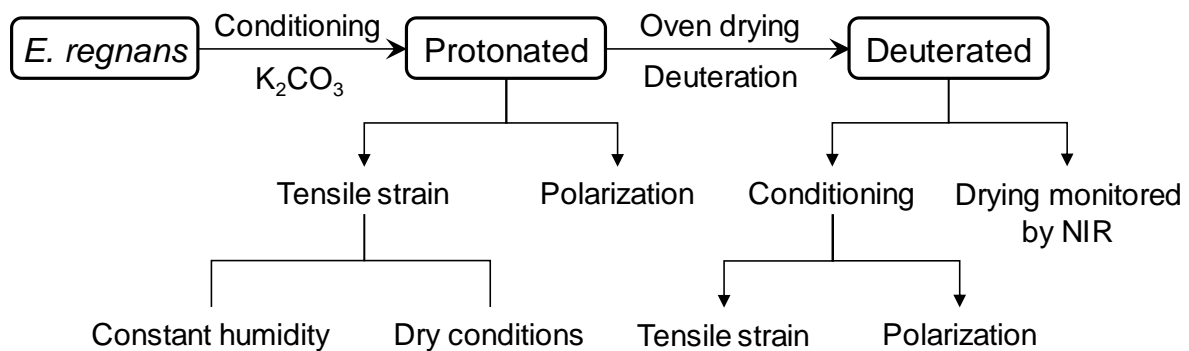 E. regnans
Conditioning
K₂CO₃
Protonated
Oven drying
Deuteration
Deuterated
Tensile strain
Polarization
Conditioning
Drying monitored
by NIR
Constant humidity
Dry conditions
Tensile strain
Polarization